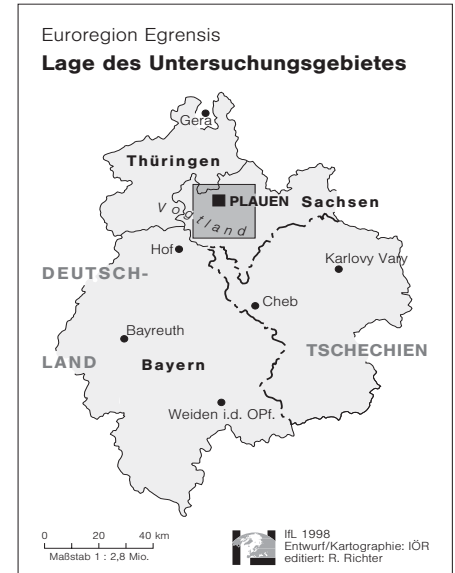 Euroregion Egrensis
Lage des Untersuchungsgebietes
Gera
Thüringen
PLAUEN Sachsen
Vogtland
Hof
Karlovy Vary
DEUTSCH-
Cheb
Bayreuth
TSCHECHIEN
LAND Bayern
Weiden i.d. OPf.
0 20 40 km
Maßstab 1 : 2,8 Mio.
IfL 1998
Entwurf/Kartographie: IÖR
editiert: R. Richter